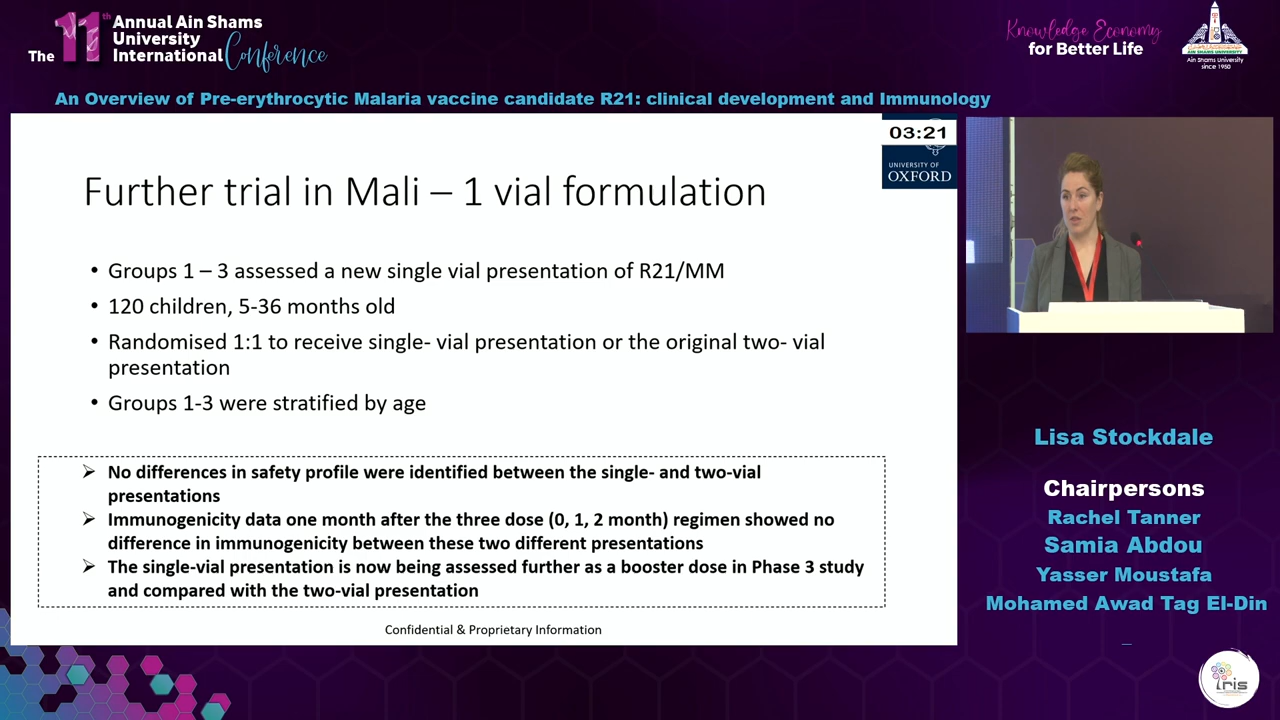 The 11th Annual Ain Shams
University
International Conference
Knowledge Economy
for Better Life
AIN SHAMS UNIVERSITY
Ain Shams University
since 1950
An Overview of Pre-erythrocytic Malaria vaccine candidate R21: clinical development and Immunology
03:21
UNIVERSITY OF
OXFORD
Further trial in Mali – 1 vial formulation
• Groups 1 – 3 assessed a new single vial presentation of R21/MM
• 120 children, 5-36 months old
• Randomised 1:1 to receive single- vial presentation or the original two- vial
presentation
• Groups 1-3 were stratified by age
➢ No differences in safety profile were identified between the single- and two-vial
presentations
➢ Immunogenicity data one month after the three dose (0, 1, 2 month) regimen showed no
difference in immunogenicity between these two different presentations
➢ The single-vial presentation is now being assessed further as a booster dose in Phase 3 study
and compared with the two-vial presentation
Confidential & Proprietary Information
Lisa Stockdale
Chairpersons
Rachel Tanner
Samia Abdou
Yasser Moustafa
Mohamed Awad Tag El-Din
iris